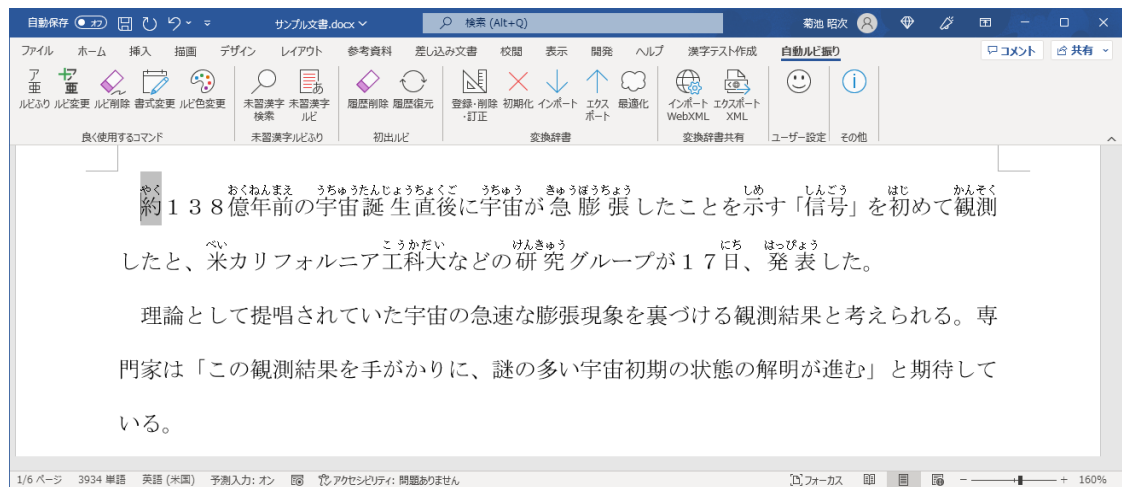 自動保存 オフ サンプル文書.docx 検索 (Alt+Q) 菊池 昭次
ファイル ホーム 挿入 描画 デザイン レイアウト 参考資料 差し込み文書 校閲 表示 開発 ヘルプ 漢字テスト作成 自動ルビ振り コメント 共有
ア亜 ルビふり ルビ変更 ルビ削除 書式変更 ルビ色変更 未習漢字検索 未習漢字ルビ 履歴削除 履歴復元 登録・削除・訂正 初期化 インポート エクスポート 最適化 インポートWebXML エクスポートXML
良く使用するコマンド 未習漢字ルビふり 初出ルビ 変換辞書 変換辞書共有 ユーザー設定 その他
やく おくねんまえ うちゅうたんじょうちょくご うちゅう きゅうぼうちょう しめ しんごう はじ かんそく
約138億年前の宇宙誕生直後に宇宙が急膨張したことを示す「信号」を初めて観測
べい こうかだい けんきゅう にち はっぴょう
したと、米カリフォルニア工科大などの研究グループが17日、発表した。
理論として提唱されていた宇宙の急速な膨張現象を裏づける観測結果と考えられる。専
門家は「この観測結果を手がかりに、謎の多い宇宙初期の状態の解明が進む」と期待して
いる。
1/6 ページ 3934 単語 英語 (米国) 予測入力: オン アクセシビリティ: 問題ありません フォーカス 160%